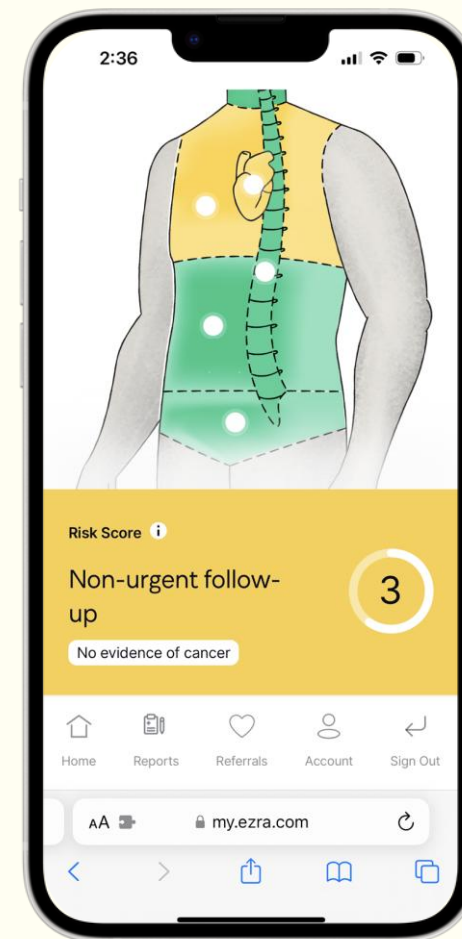 2:36
Risk Score i
Non-urgent follow-
up
3
No evidence of cancer
Home Reports Referrals Account Sign Out
AA my.ezra.com